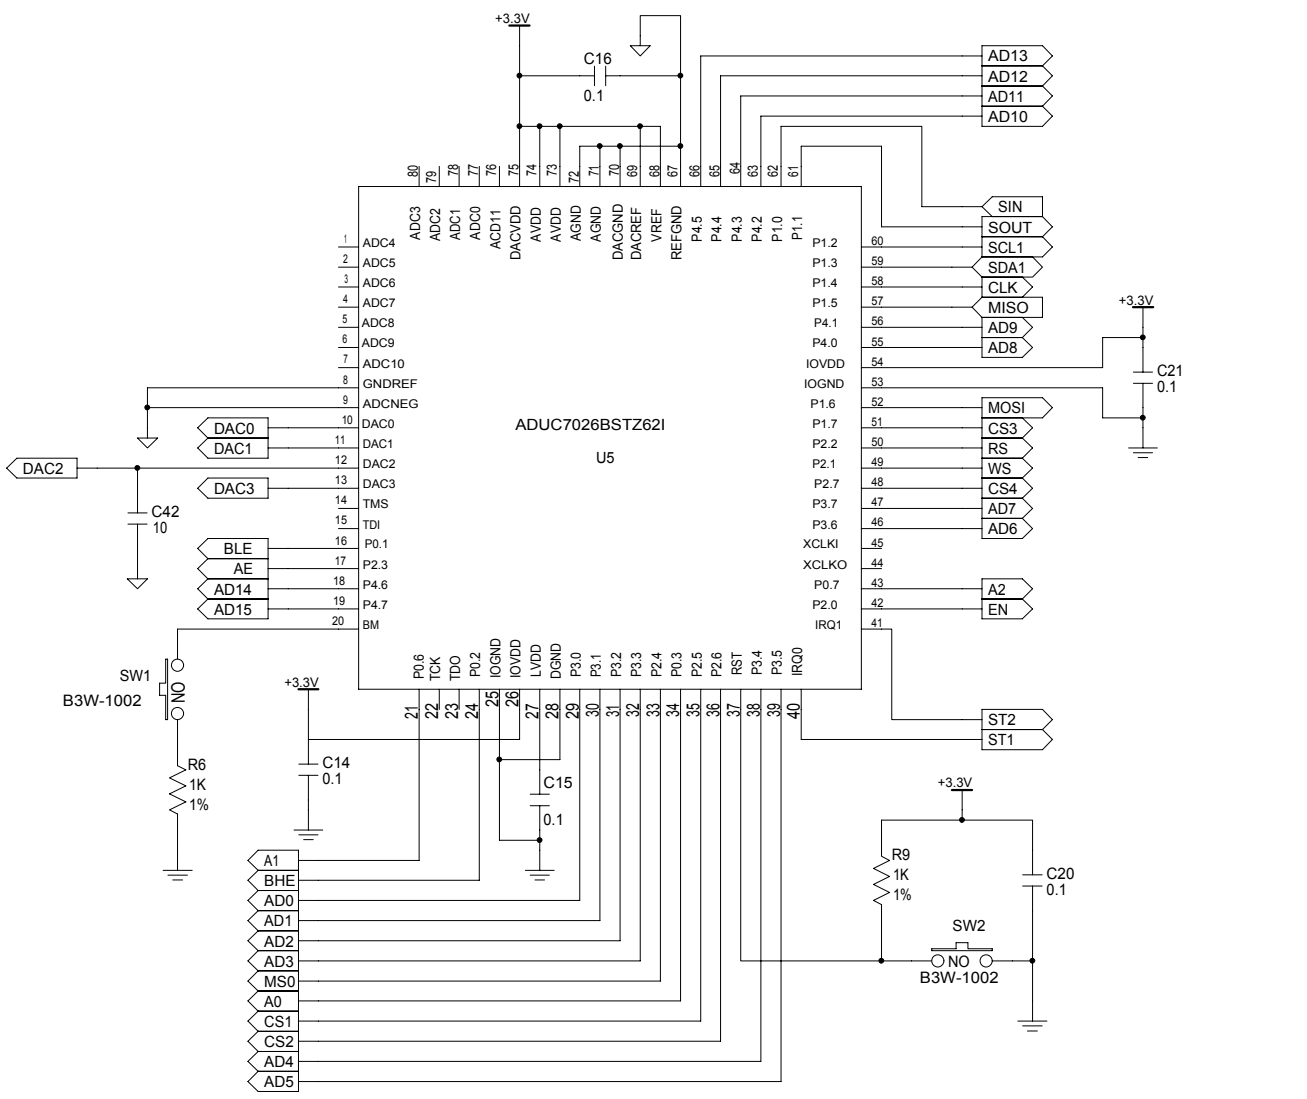 +3.3V
C16
0.1
AD13
AD12
AD11
AD10
80 79 78 77 76 75 74 73 72 71 70 69 68 67 66 65 64 63 62 61
ADC3 ADC2 ADC1 ADC0 ACD11 DACVDD AVDD AVDD AGND AGND DACGND DACREF VREF REFGND P4.5 P4.4 P4.3 P4.2 P1.0 P1.1
SIN
SOUT
1 ADC4
P1.2 60 SCL1
2 ADC5
P1.3 59 SDA1
3 ADC6
P1.4 58 CLK
4 ADC7
P1.5 57 MISO
+3.3V
5 ADC8
P4.1 56 AD9
6 ADC9
P4.0 55 AD8
7 ADC10
IOVDD 54
C21
0.1
8 GNDREF
IOGND 53
9 ADCNEG
P1.6 52 MOSI
DAC0 10 DAC0
P1.7 51 CS3
ADUC7026BSTZ62I
U5
DAC1 11 DAC1
P2.2 50 RS
DAC2 12 DAC2
P2.1 49 WS
DAC3 13 DAC3
P2.7 48 CS4
14 TMS
P3.7 47 AD7
C42
10
15 TDI
P3.6 46 AD6
BLE 16 P0.1
XCLKI 45
AE 17 P2.3
XCLKO 44
AD14 18 P4.6
P0.7 43 A2
AD15 19 P4.7
P2.0 42 EN
20 BM
IRQ1 41
P0.6 TCK TDO P0.2 IOGND IOVDD LVDD DGND P3.0 P3.1 P3.2 P3.3 P2.4 P0.3 P2.5 P2.6 RST P3.4 P3.5 IRQ0
21 22 23 24 25 26 27 28 29 30 31 32 33 34 35 36 37 38 39 40
SW1
NO
B3W-1002
+3.3V
ST2
ST1
R6
1K
1%
C14
0.1
C15
0.1
+3.3V
R9
1K
1%
C20
0.1
SW2
NO
B3W-1002
A1
BHE
AD0
AD1
AD2
AD3
MS0
A0
CS1
CS2
AD4
AD5